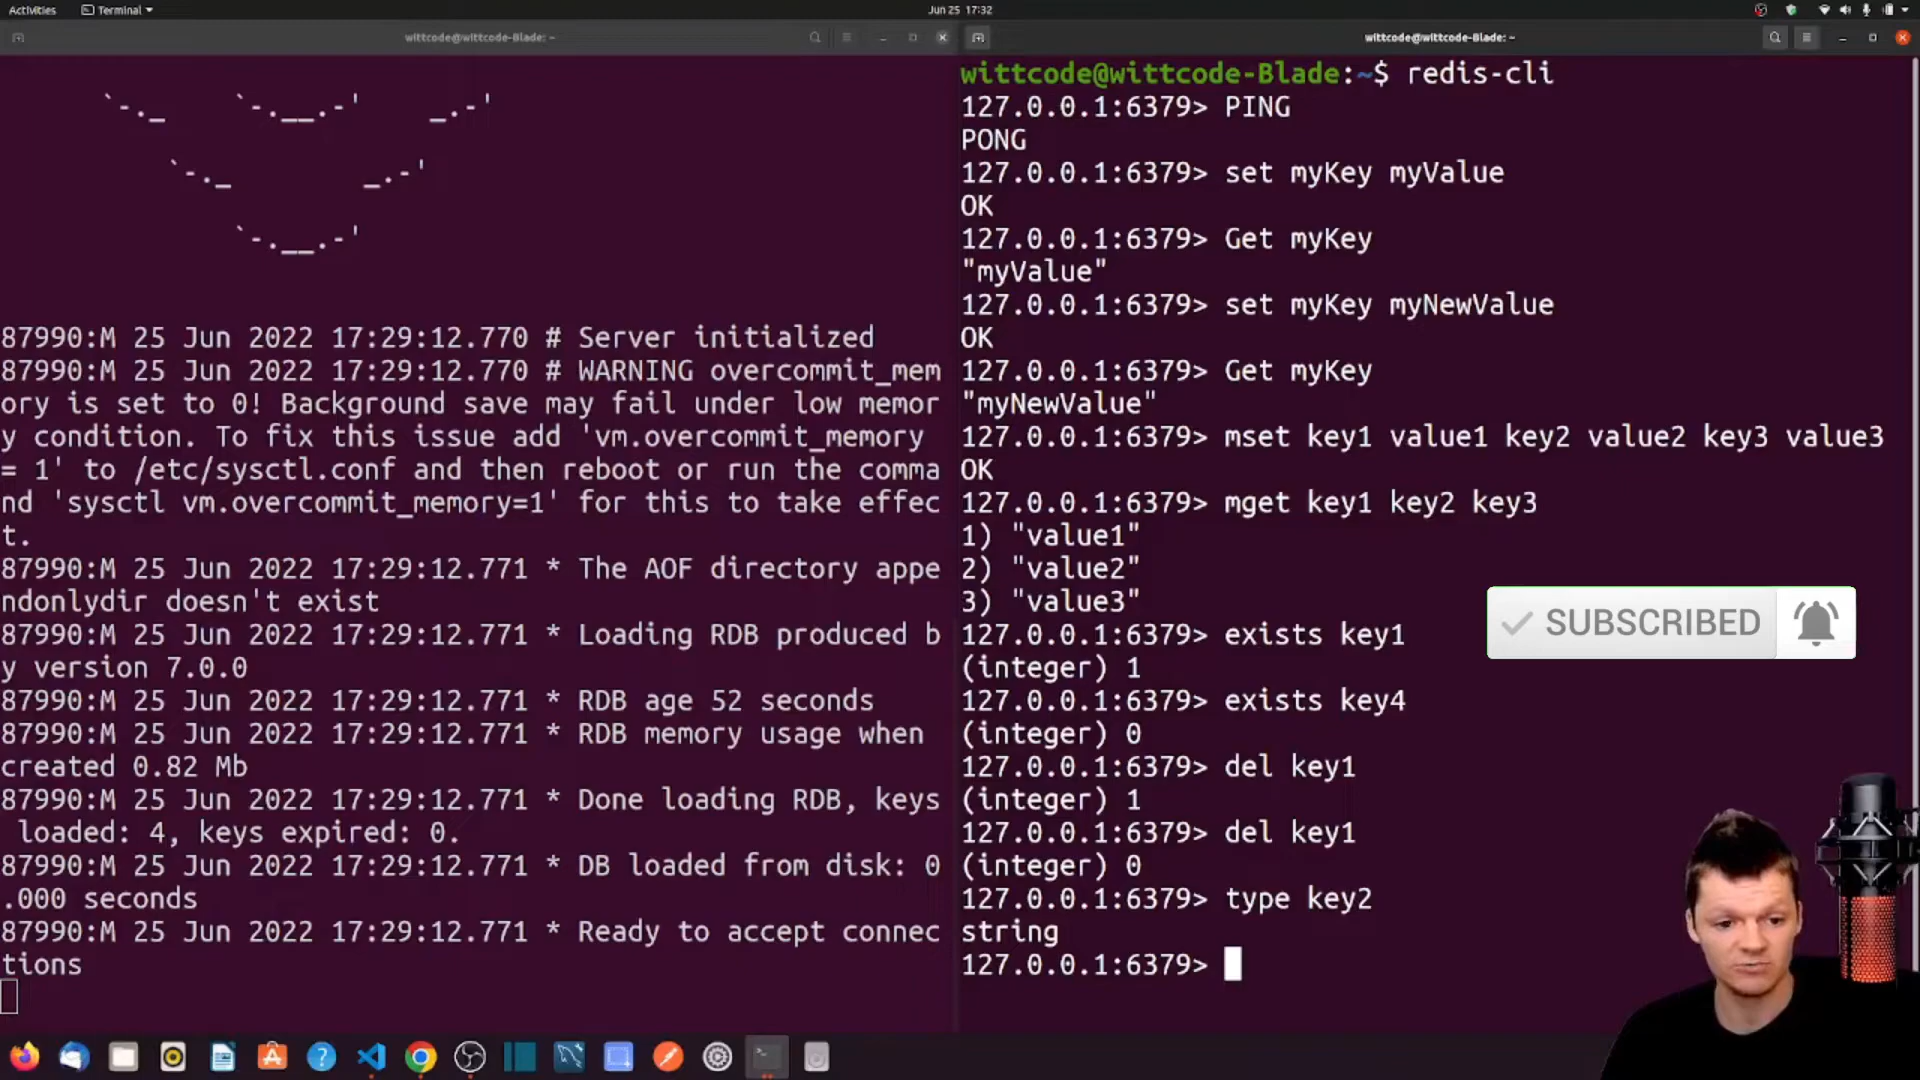 Activities
Terminal
Jun 25 17:32
wittcode@wittcode-Blade: ~
87990:M 25 Jun 2022 17:29:12.770 # Server initialized
87990:M 25 Jun 2022 17:29:12.770 # WARNING overcommit_mem
ory is set to 0! Background save may fail under low memor
y condition. To fix this issue add 'vm.overcommit_memory
= 1' to /etc/sysctl.conf and then reboot or run the comma
nd 'sysctl vm.overcommit_memory=1' for this to take effec
t.
87990:M 25 Jun 2022 17:29:12.771 * The AOF directory appe
ndonlydir doesn't exist
87990:M 25 Jun 2022 17:29:12.771 * Loading RDB produced b
y version 7.0.0
87990:M 25 Jun 2022 17:29:12.771 * RDB age 52 seconds
87990:M 25 Jun 2022 17:29:12.771 * RDB memory usage when
created 0.82 Mb
87990:M 25 Jun 2022 17:29:12.771 * Done loading RDB, keys
 loaded: 4, keys expired: 0.
87990:M 25 Jun 2022 17:29:12.771 * DB loaded from disk: 0
.000 seconds
87990:M 25 Jun 2022 17:29:12.771 * Ready to accept connec
tions
wittcode@wittcode-Blade: ~
wittcode@wittcode-Blade:~$ redis-cli
127.0.0.1:6379> PING
PONG
127.0.0.1:6379> set myKey myValue
OK
127.0.0.1:6379> Get myKey
"myValue"
127.0.0.1:6379> set myKey myNewValue
OK
127.0.0.1:6379> Get myKey
"myNewValue"
127.0.0.1:6379> mset key1 value1 key2 value2 key3 value3
OK
127.0.0.1:6379> mget key1 key2 key3
1) "value1"
2) "value2"
3) "value3"
127.0.0.1:6379> exists key1
(integer) 1
127.0.0.1:6379> exists key4
(integer) 0
127.0.0.1:6379> del key1
(integer) 1
127.0.0.1:6379> del key1
(integer) 0
127.0.0.1:6379> type key2
string
127.0.0.1:6379>
SUBSCRIBED